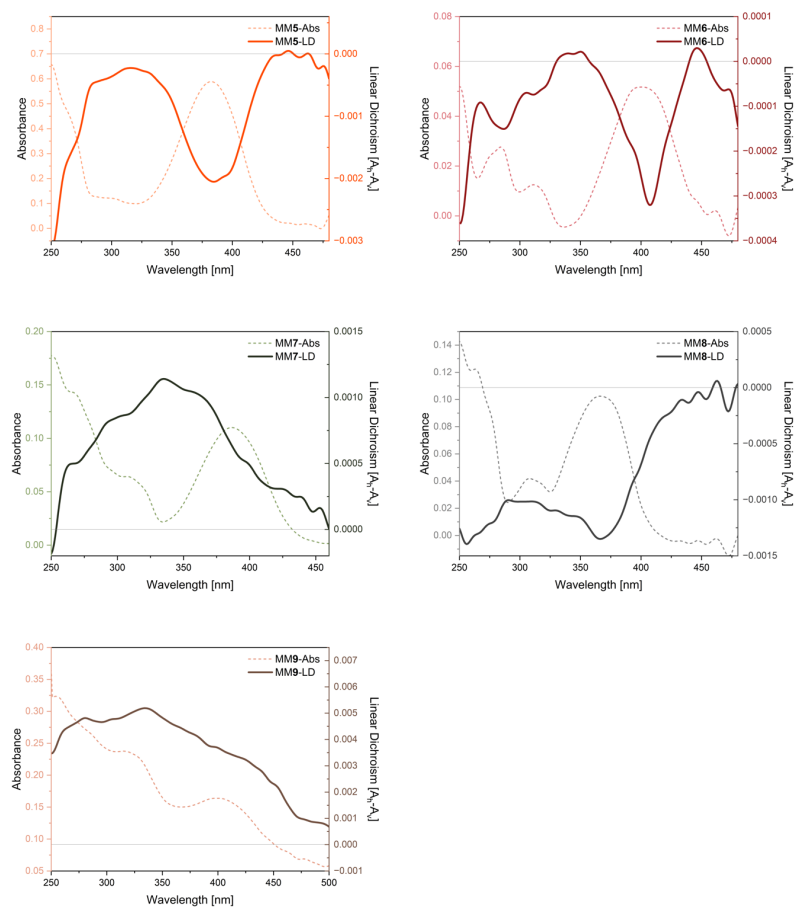 0.8
0.7
0.6
0.5
0.4
0.3
0.2
0.1
0.0
Absorbance
MM5-Abs
MM5-LD
0.000
−0.001
−0.002
−0.003
Linear Dichroism [Ah-Av]
250 300 350 400 450
Wavelength [nm]
0.08
0.06
0.04
0.02
0.00
Absorbance
MM6-Abs
MM6-LD
0.0001
0.0000
−0.0001
−0.0002
−0.0003
−0.0004
Linear Dichroism [Ah-Av]
250 300 350 400 450
Wavelength [nm]
0.20
0.15
0.10
0.05
0.00
Absorbance
MM7-Abs
MM7-LD
0.0015
0.0010
0.0005
0.0000
Linear Dichroism [Ah-Av]
250 300 350 400 450
Wavelength [nm]
0.14
0.12
0.10
0.08
0.06
0.04
0.02
0.00
Absorbance
MM8-Abs
MM8-LD
0.0005
0.0000
−0.0005
−0.0010
−0.0015
Linear Dichroism [Ah-Av]
250 300 350 400 450
Wavelength [nm]
0.40
0.35
0.30
0.25
0.20
0.15
0.10
0.05
Absorbance
MM9-Abs
MM9-LD
0.007
0.006
0.005
0.004
0.003
0.002
0.001
0.000
−0.001
Linear Dichroism [Ah-Av]
250 300 350 400 450 500
Wavelength [nm]